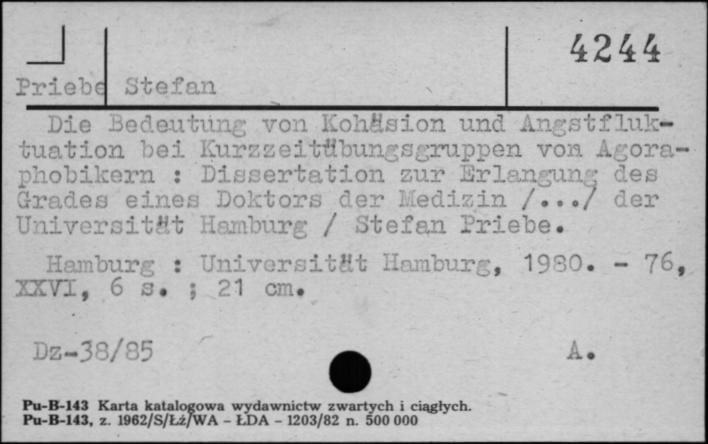 4244
Priebe Stefan
Die Bedeutung von Kohäsion und Angstfluk-
tuation bei Kurzzeitübungsgruppen von Agora-
phobikern : Dissertation zur Erlangung des
Grades eines Doktors der Medizin /.../ der
Universität Hamburg / Stefan Priebe.
Hamburg : Universität Hamburg, 1980. - 76,
XXVI, 6 s. ; 21 cm.
Dz-38/85 A.
Pu-B-143 Karta katalogowa wydawnictw zwartych i ciągłych.
Pu-B-143, z. 1962/S/Łź/WA - ŁDA - 1203/82 n. 500 000